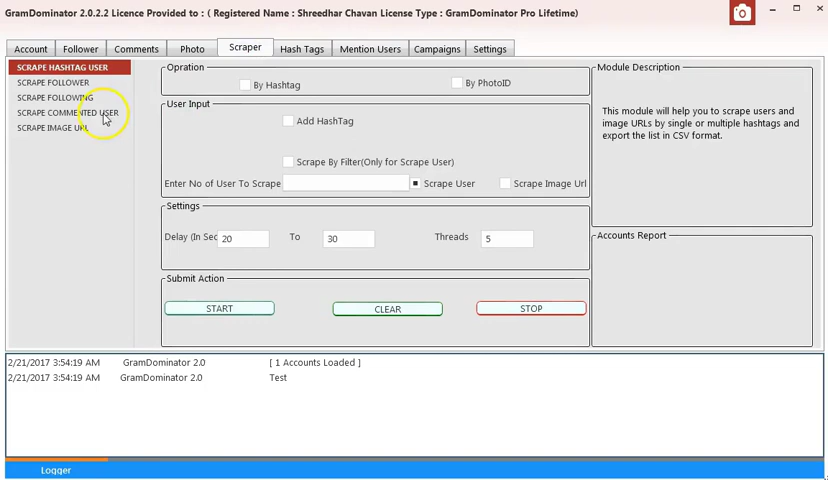 GramDominator 2.0.2.2 Licence Provided to : ( Registered Name : Shreedhar Chavan License Type : GramDominator Pro Lifetime)
Account Follower Comments Photo Scraper Hash Tags Mention Users Campaigns Settings
SCRAPE HASHTAG USER
SCRAPE FOLLOWER
SCRAPE FOLLOWING
SCRAPE COMMENTED USER
SCRAPE IMAGE URL
Opration
By Hashtag By PhotoID
User Input
Add HashTag
Scrape By Filter(Only for Scrape User)
Enter No of User To Scrape Scrape User Scrape Image Url
Settings
Delay (In Sec 20 To 30 Threads 5
Submit Action
START CLEAR STOP
Module Description
This module will help you to scrape users and
image URLs by single or multiple hashtags and
export the list in CSV format.
Accounts Report
2/21/2017 3:54:19 AM GramDominator 2.0 [ 1 Accounts Loaded ]
2/21/2017 3:54:19 AM GramDominator 2.0 Test
Logger